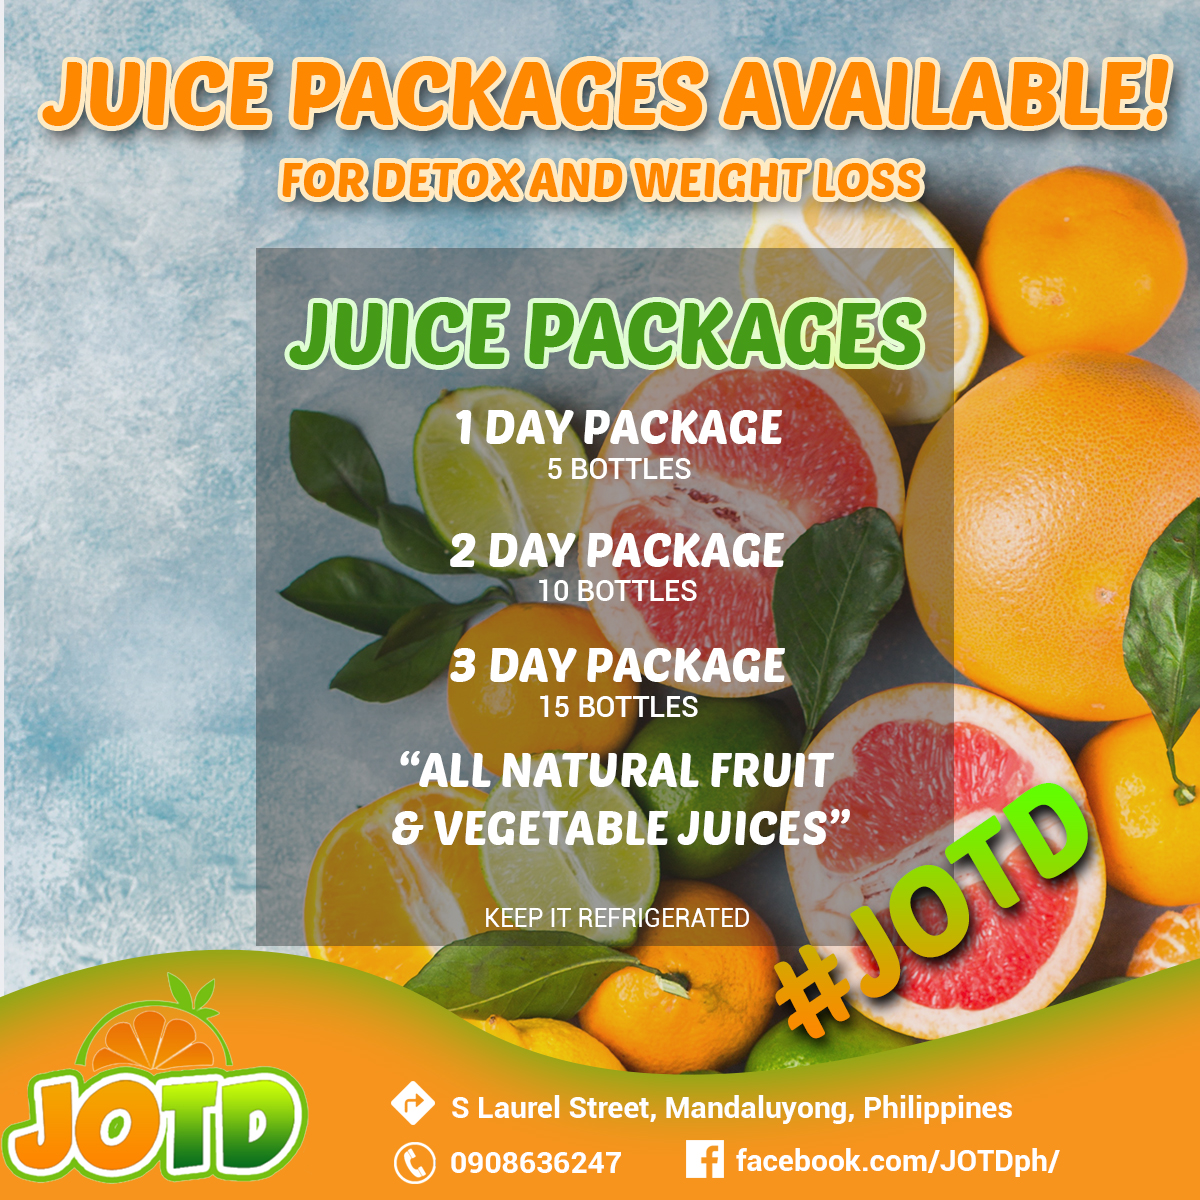 JUICE PACKAGES AVAILABLE!
FOR DETOX AND WEIGHT LOSS
JUICE PACKAGES
1 DAY PACKAGE
5 BOTTLES
2 DAY PACKAGE
10 BOTTLES
3 DAY PACKAGE
15 BOTTLES
“ALL NATURAL FRUIT
& VEGETABLE JUICES”
KEEP IT REFRIGERATED
#JOTD
JOTD
S Laurel Street, Mandaluyong, Philippines
0908636247
facebook.com/JOTDph/